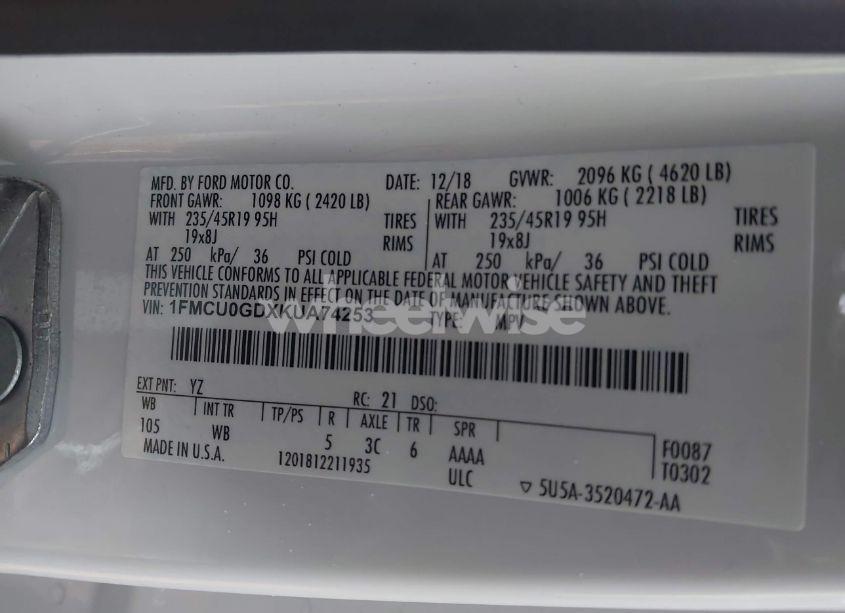 MFD. BY FORD MOTOR CO. DATE: 12/18 GVWR: 2096 KG ( 4620 LB)
FRONT GAWR: 1098 KG ( 2420 LB) REAR GAWR: 1006 KG ( 2218 LB)
WITH 235/45R19 95H TIRES WITH 235/45R19 95H TIRES
19x8J RIMS 19x8J RIMS
AT 250 kPa/ 36 PSI COLD AT 250 kPa/ 36 PSI COLD
THIS VEHICLE CONFORMS TO ALL APPLICABLE FEDERAL MOTOR VEHICLE SAFETY AND THEFT
PREVENTION STANDARDS IN EFFECT ON THE DATE OF MANUFACTURE SHOWN ABOVE.
VIN: 1FMCU0GDXKUA74253 TYPE: MPV
wheelwise
EXT PNT: YZ RC: 21 DSO:
WB INT TR TP/PS R AXLE TR SPR
105 WB 5 3C 6 AAAA F0087
MADE IN U.S.A. 1201812211935 ULC T0302
▽ 5U5A-3520472-AA